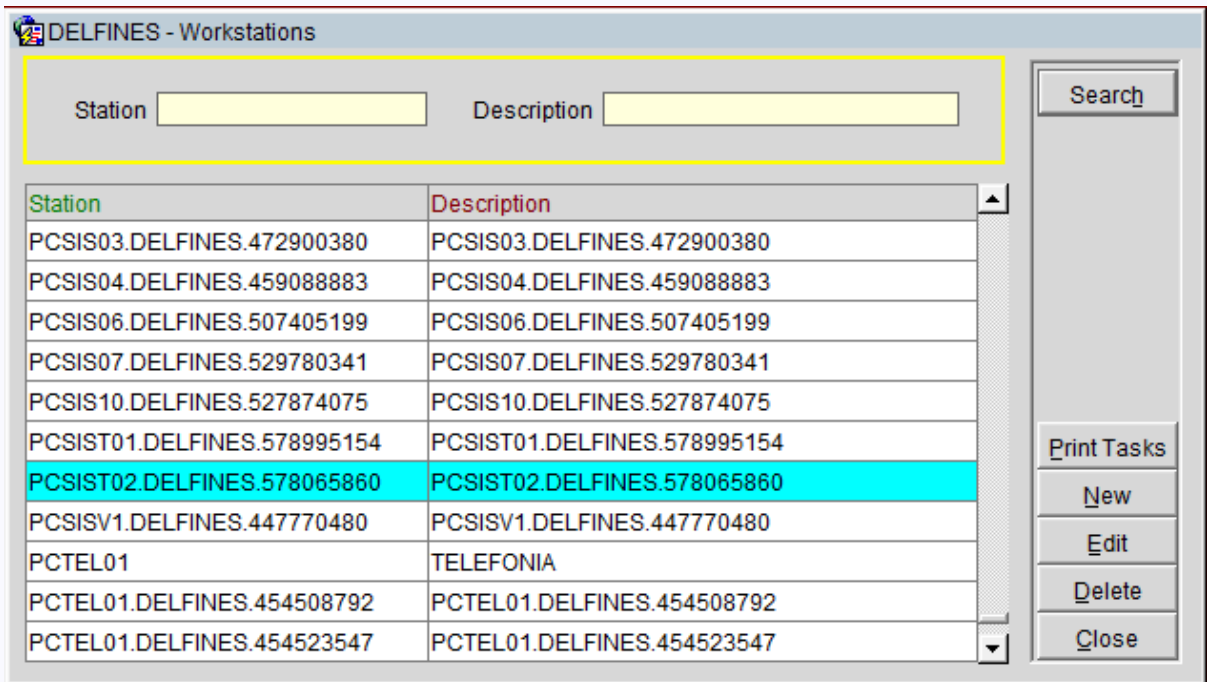 DELFINES - Workstations
Station Description Search
Station Description
PCSIS03.DELFINES.472900380 PCSIS03.DELFINES.472900380
PCSIS04.DELFINES.459088883 PCSIS04.DELFINES.459088883
PCSIS06.DELFINES.507405199 PCSIS06.DELFINES.507405199
PCSIS07.DELFINES.529780341 PCSIS07.DELFINES.529780341
PCSIS10.DELFINES.527874075 PCSIS10.DELFINES.527874075
PCSIST01.DELFINES.578995154 PCSIST01.DELFINES.578995154
PCSIST02.DELFINES.578065860 PCSIST02.DELFINES.578065860
PCSISV1.DELFINES.447770480 PCSISV1.DELFINES.447770480
PCTEL01 TELEFONIA
PCTEL01.DELFINES.454508792 PCTEL01.DELFINES.454508792
PCTEL01.DELFINES.454523547 PCTEL01.DELFINES.454523547
Print Tasks
New
Edit
Delete
Close